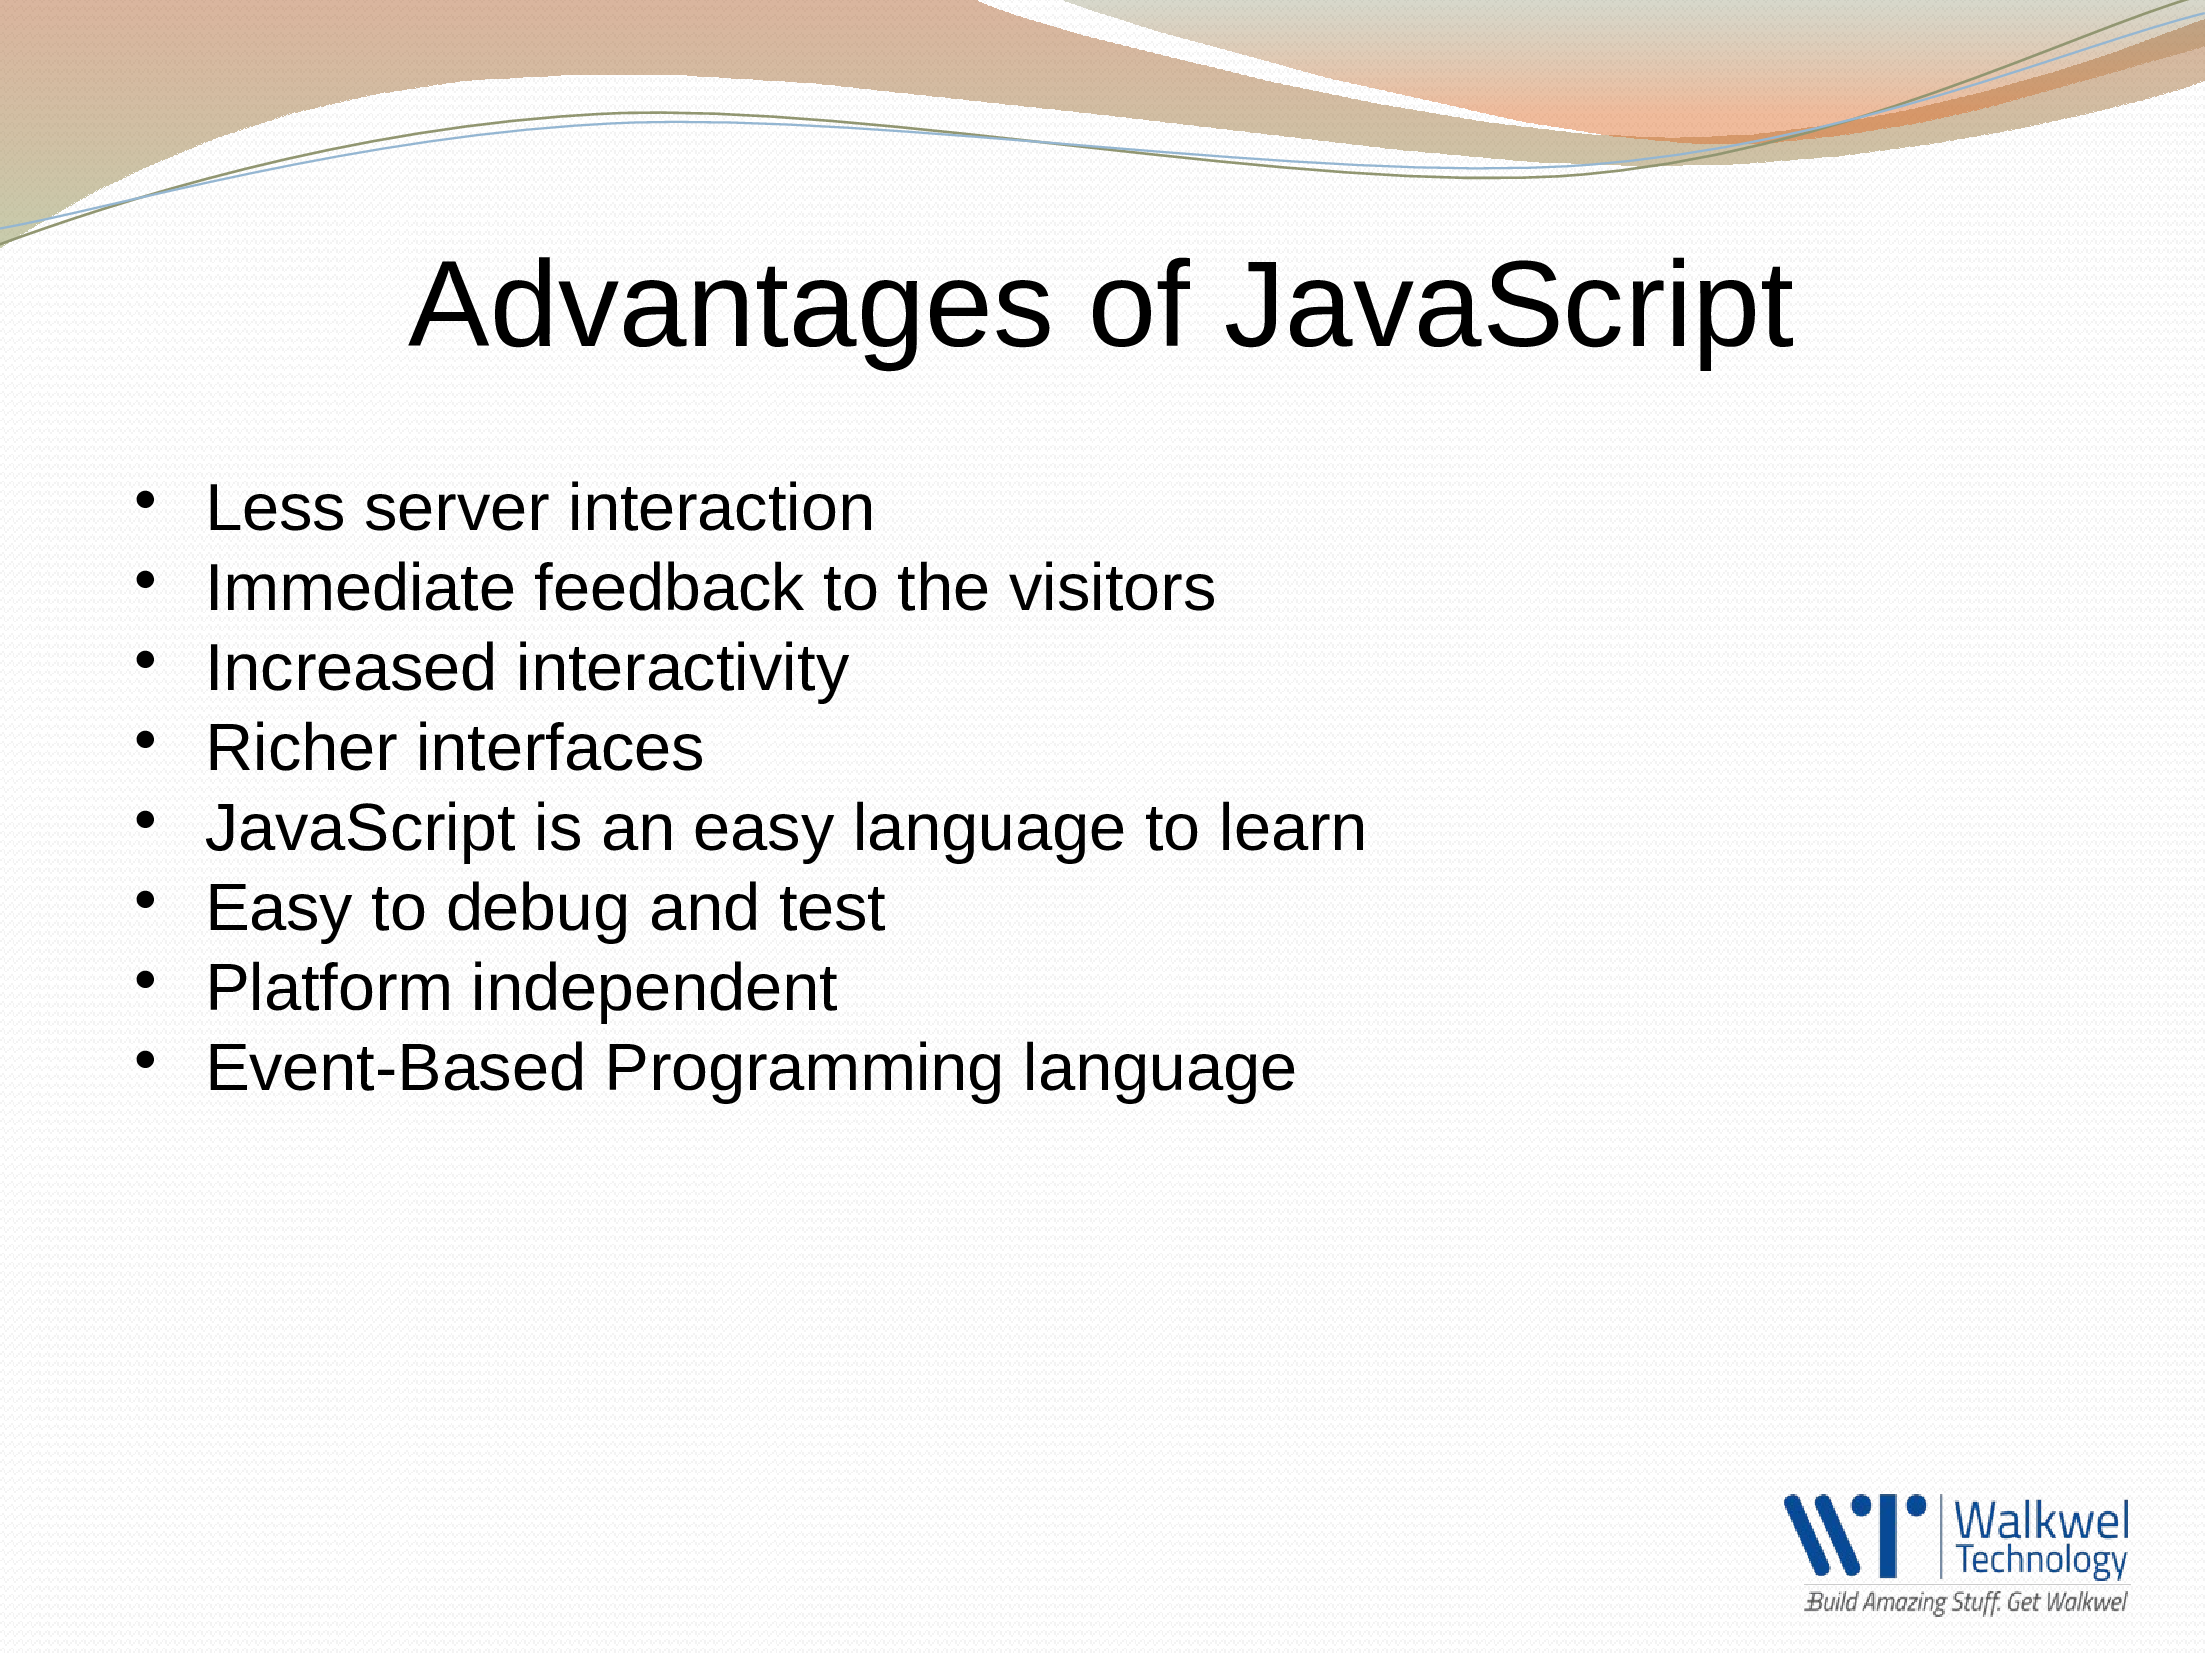 Advantages of JavaScript
• Less server interaction
• Immediate feedback to the visitors
• Increased interactivity
• Richer interfaces
• JavaScript is an easy language to learn
• Easy to debug and test
• Platform independent
• Event-Based Programming language
WT Walkwel
Technology
Build Amazing Stuff. Get Walkwel